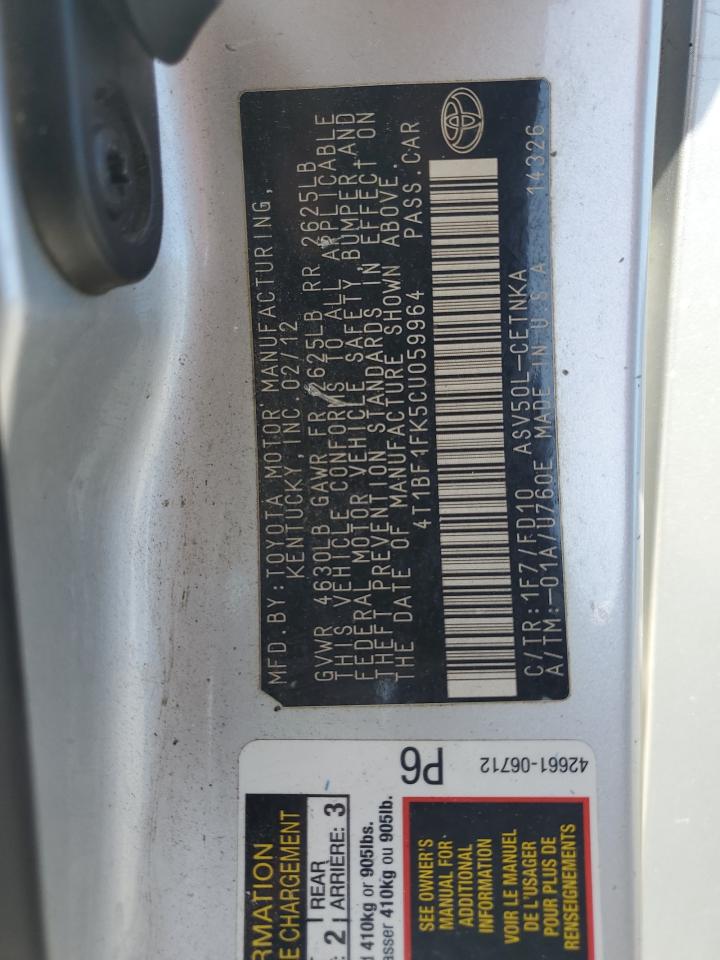 MFD.BY:TOYOTA MOTOR MANUFACTURING,
KENTUCKY,INC. 02/12
GVWR 4630LB GAWR FR 2625LB RR 2625LB
THIS VEHICLE CONFORMS TO ALL APPLICABLE
FEDERAL MOTOR VEHICLE SAFETY, BUMPER AND
THEFT PREVENTION STANDARDS IN EFFECT ON
THE DATE OF MANUFACTURE SHOWN ABOVE.
4T1BF1FK5CU059964 PASS.CAR
C/TR:1F7/FD10 ASV50L-CETNKA
A/TM:-01A/U760E MADE IN U S A 14326
P6
42661-06712
RMATION
E CHARGEMENT
2 REAR
ARRIÈRE: 3
410kg or 905lbs.
asser 410kg ou 905lb.
SEE OWNER'S
MANUAL FOR
ADDITIONAL
INFORMATION
VOIR LE MANUEL
DE L'USAGER
POUR PLUS DE
RENSEIGNEMENTS